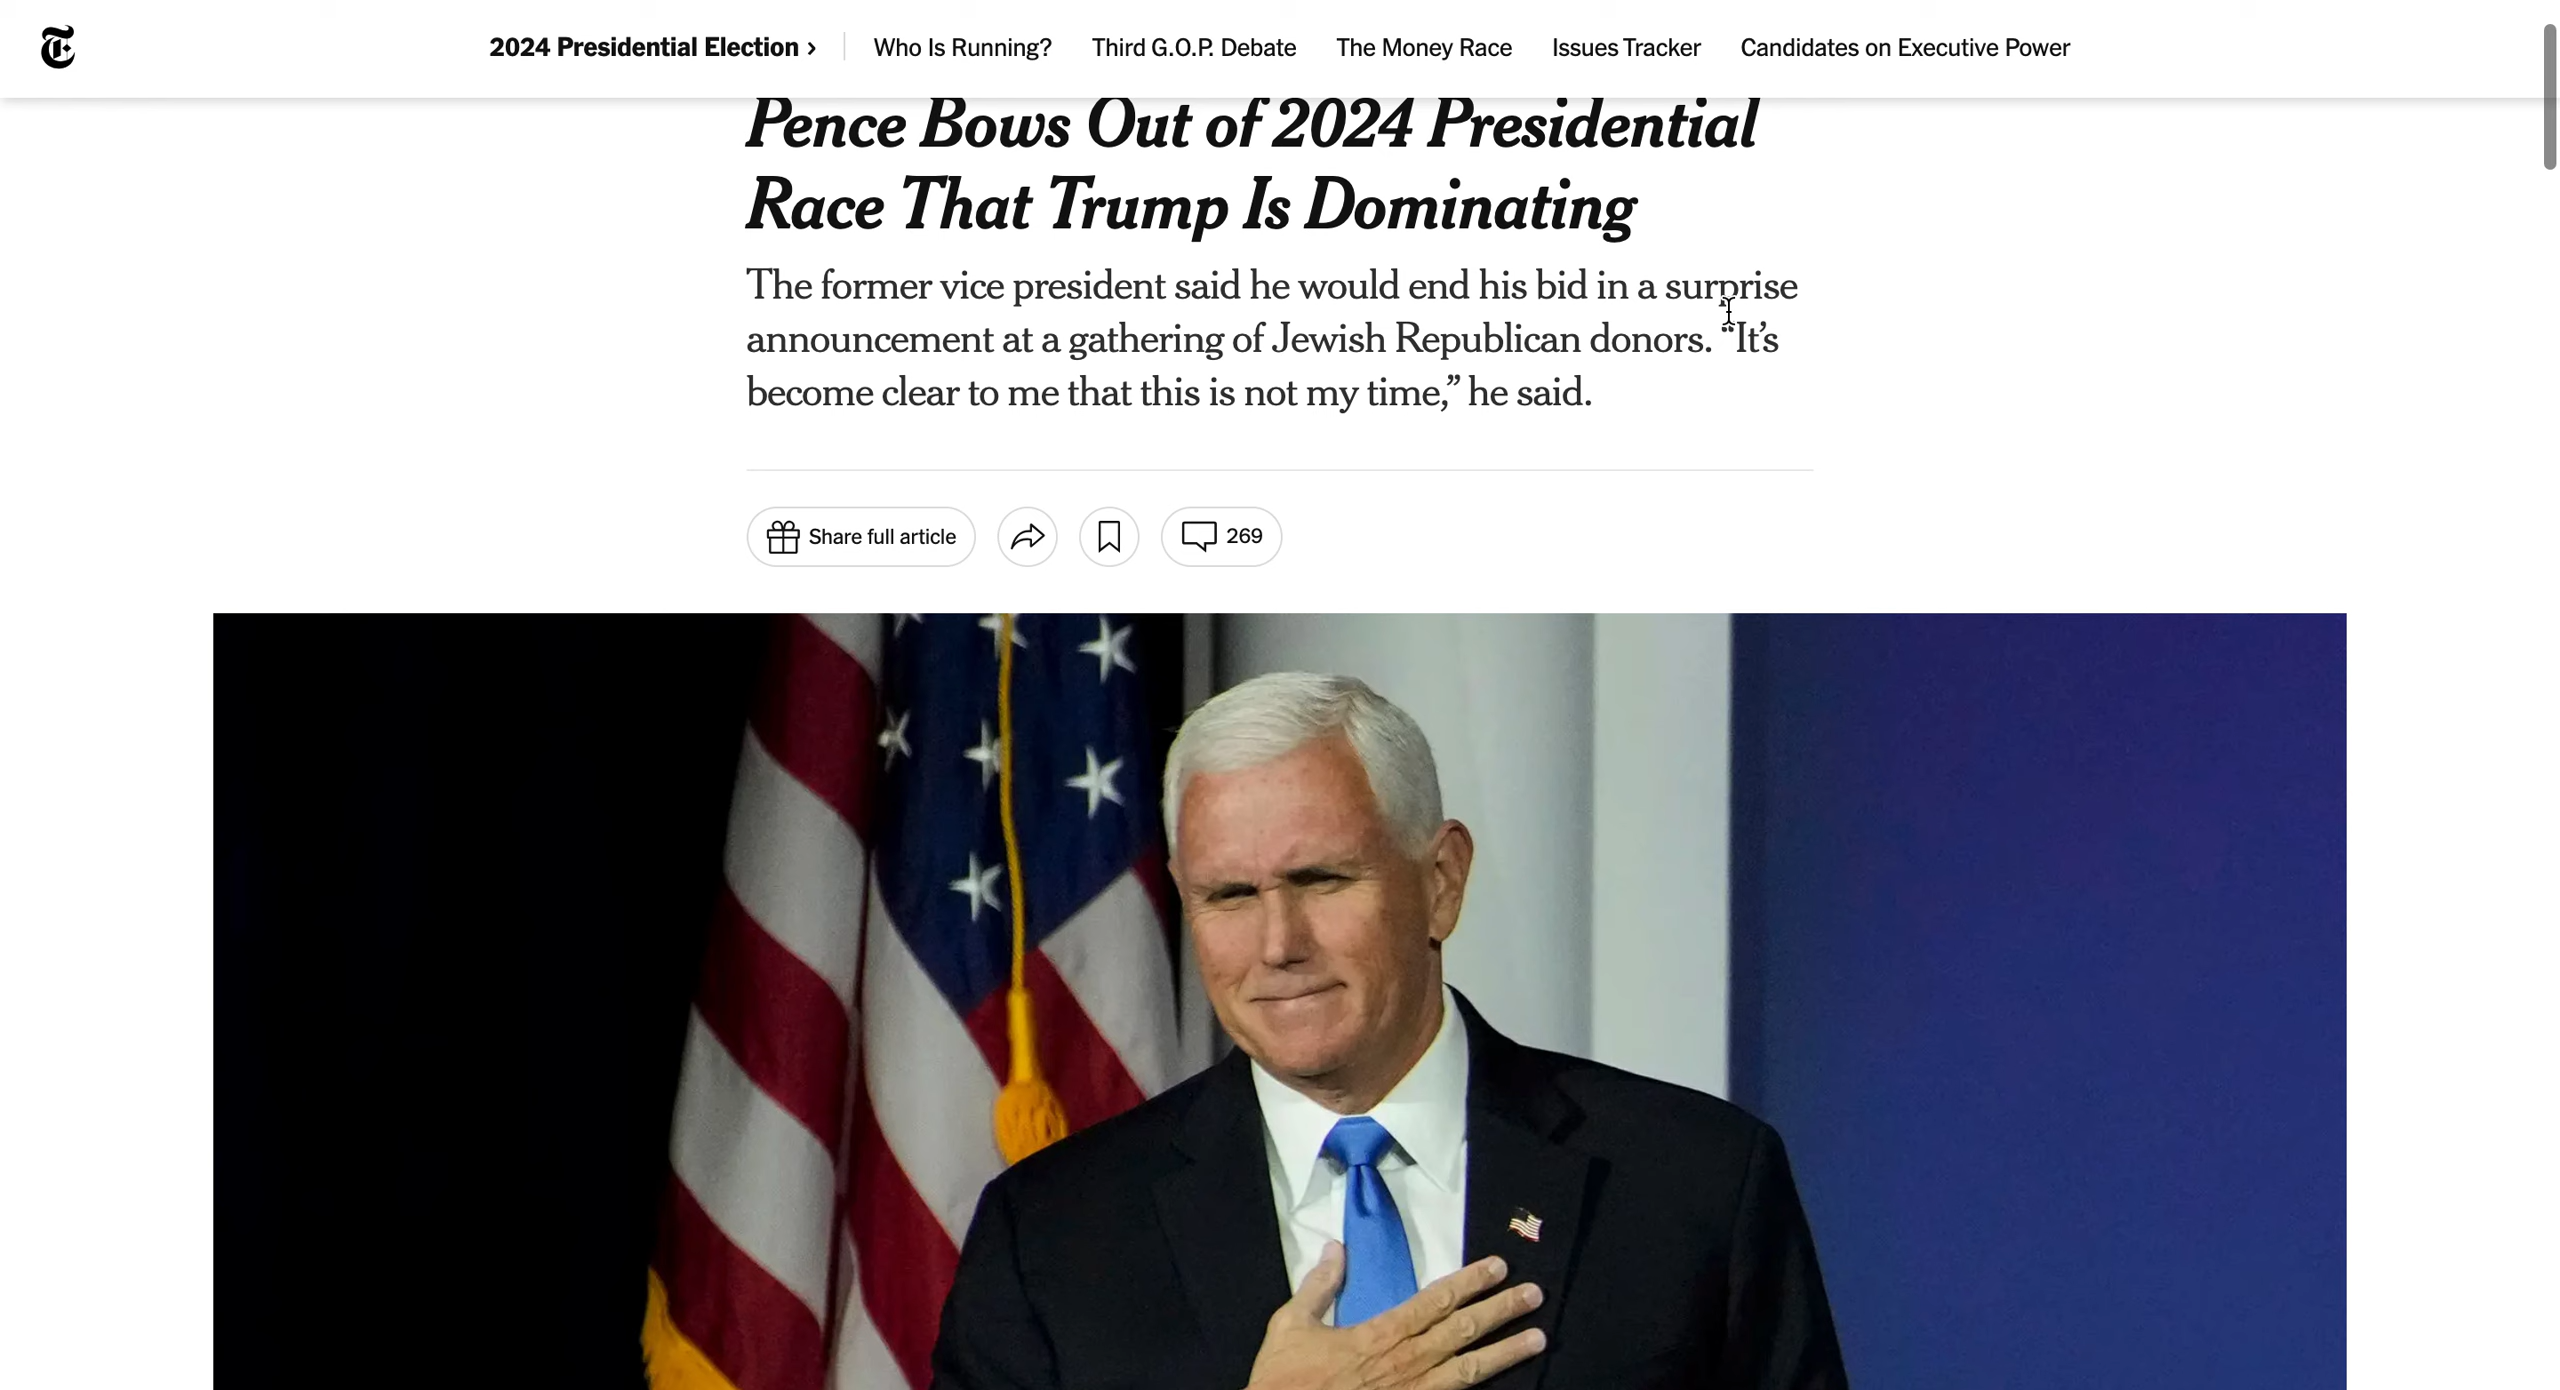 2024 Presidential Election › Who Is Running? Third G.O.P. Debate The Money Race Issues Tracker Candidates on Executive Power
Pence Bows Out of 2024 Presidential
Race That Trump Is Dominating
The former vice president said he would end his bid in a surprise
announcement at a gathering of Jewish Republican donors. “It’s
become clear to me that this is not my time,” he said.
Share full article 269